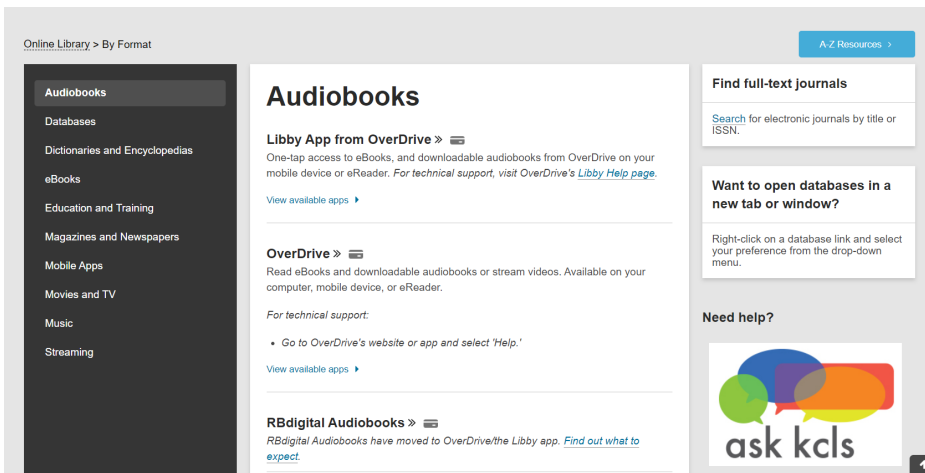 Online Library > By Format
A-Z Resources >
Audiobooks
Databases
Dictionaries and Encyclopedias
eBooks
Education and Training
Magazines and Newspapers
Mobile Apps
Movies and TV
Music
Streaming
Audiobooks
Libby App from OverDrive »
One-tap access to eBooks, and downloadable audiobooks from OverDrive on your
mobile device or eReader. For technical support, visit OverDrive's Libby Help page.
View available apps
OverDrive »
Read eBooks and downloadable audiobooks or stream videos. Available on your
computer, mobile device, or eReader.
For technical support:
• Go to OverDrive's website or app and select 'Help.'
View available apps
RBdigital Audiobooks »
RBdigital Audiobooks have moved to OverDrive/the Libby app. Find out what to
expect.
Find full-text journals
Search for electronic journals by title or
ISSN.
Want to open databases in a
new tab or window?
Right-click on a database link and select
your preference from the drop-down
menu.
Need help?
ask kcls